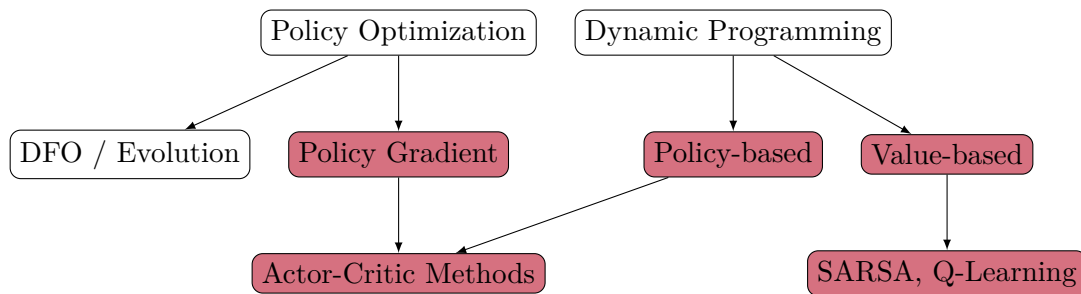 Policy Optimization
Dynamic Programming
DFO / Evolution
Policy Gradient
Policy-based
Value-based
Actor-Critic Methods
SARSA, Q-Learning